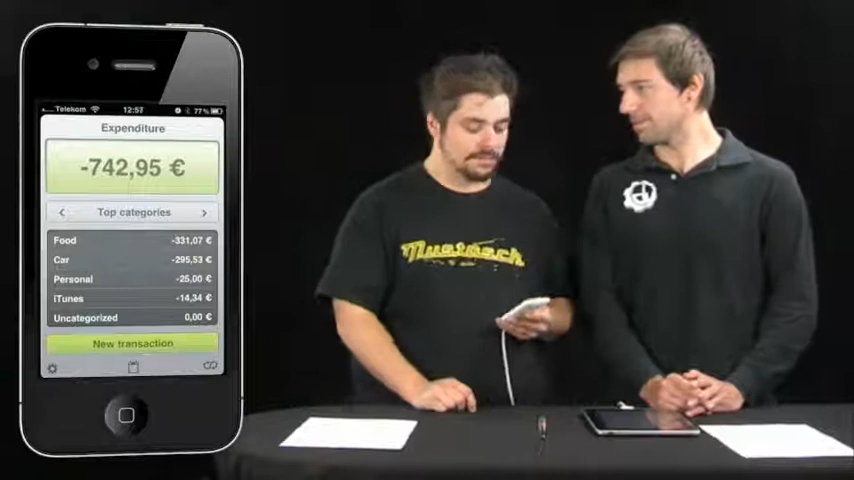 Telekom 12:57 77%
Expenditure
-742,95 €
Top categories
Food -331,07 €
Car -295,53 €
Personal -25,00 €
iTunes -14,34 €
Uncategorized 0,00 €
New transaction